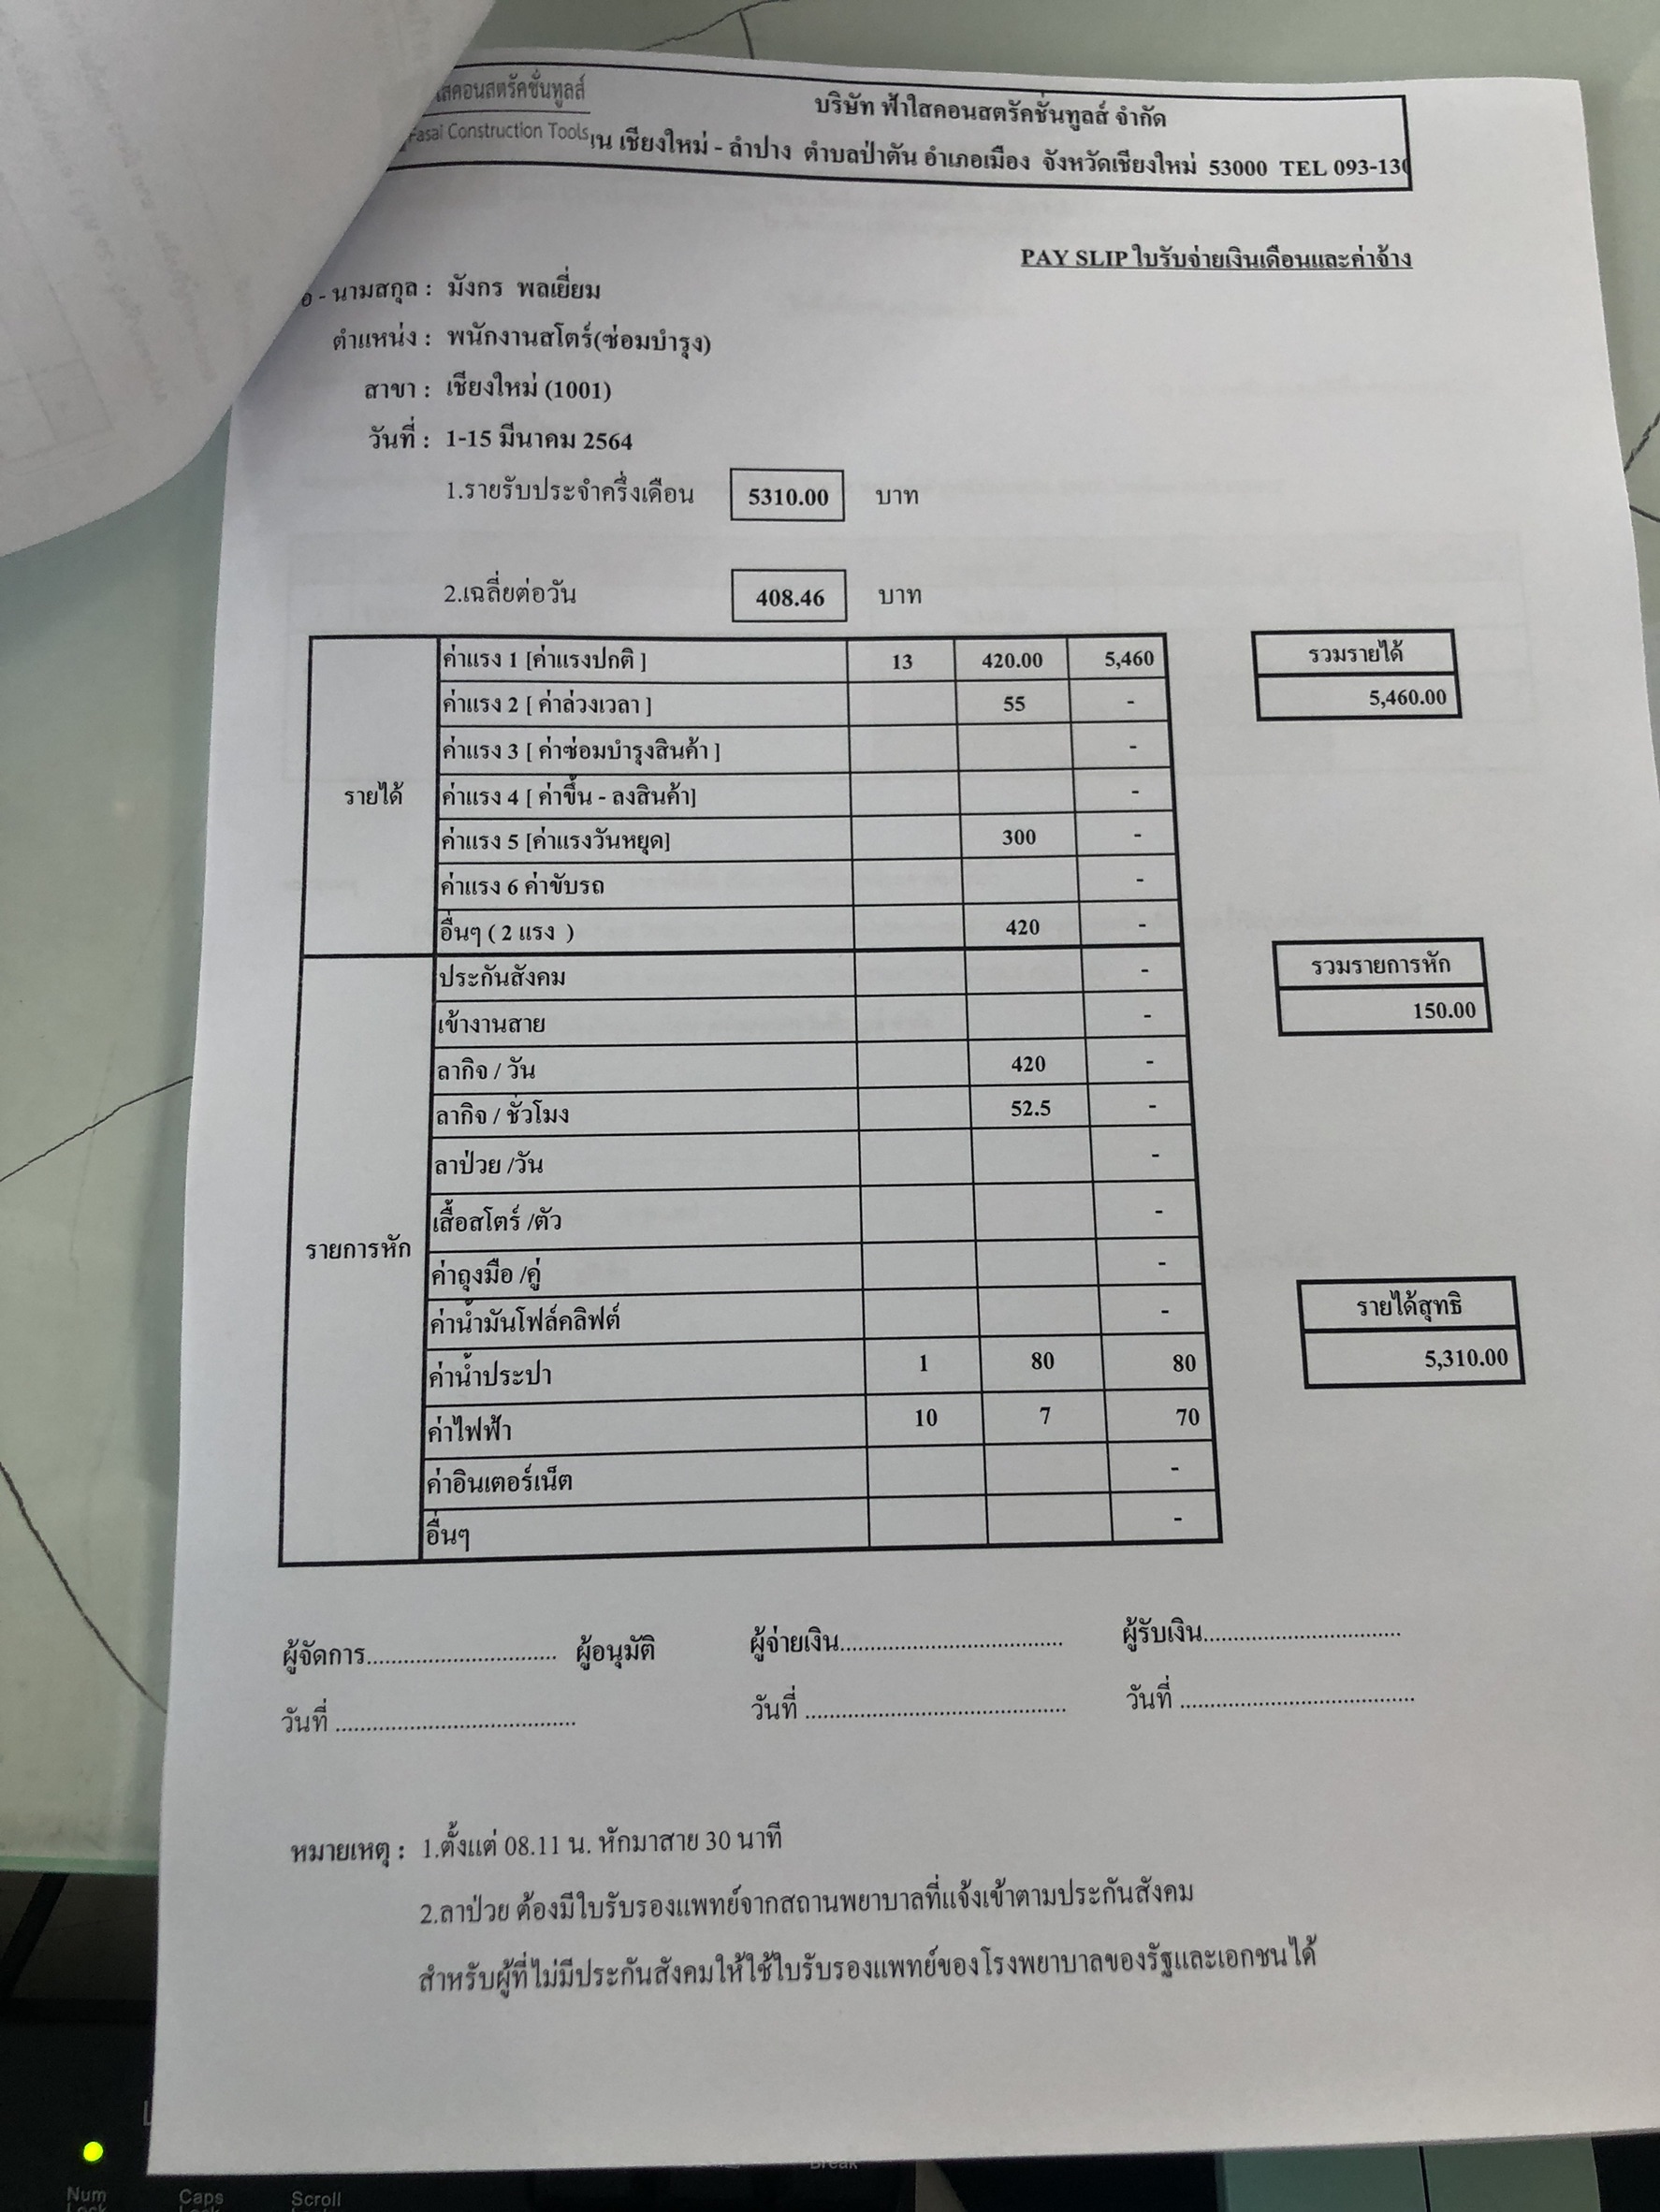 ใสคอนสตรัคชั่นทูลส์
Fasai Construction Tools
บริษัท ฟ้าใสคอนสตรัคชั่นทูลส์ จำกัด
เชียงใหม่ - ลำปาง ตำบลป่าตัน อำเภอเมือง จังหวัดเชียงใหม่ 53000 TEL 093-130
PAY SLIP ใบรับจ่ายเงินเดือนและค่าจ้าง
อ - นามสกุล : มังกร พลเยี่ยม
ตำแหน่ง : พนักงานสโตร์(ซ่อมบำรุง)
สาขา : เชียงใหม่ (1001)
วันที่ : 1-15 มีนาคม 2564
1.รายรับประจำครึ่งเดือน 5310.00 บาท
2.เฉลี่ยต่อวัน 408.46 บาท
รายได้
ค่าแรง 1 [ค่าแรงปกติ ] 13 420.00 5,460
ค่าแรง 2 [ ค่าล่วงเวลา ] 55 -
ค่าแรง 3 [ ค่าซ่อมบำรุงสินค้า ] -
ค่าแรง 4 [ ค่าขึ้น - ลงสินค้า] -
ค่าแรง 5 [ค่าแรงวันหยุด] 300 -
ค่าแรง 6 ค่าขับรถ -
อื่นๆ ( 2 แรง ) 420 -
รวมรายได้
5,460.00
รายการหัก
ประกันสังคม -
เข้างานสาย -
ลากิจ / วัน 420 -
ลากิจ / ชั่วโมง 52.5 -
ลาป่วย /วัน -
เสื้อสโตร์ /ตัว -
ค่าถุงมือ /คู่ -
ค่าน้ำมันโฟล์คลิฟต์ -
ค่าน้ำประปา 1 80 80
ค่าไฟฟ้า 10 7 70
ค่าอินเตอร์เน็ต -
อื่นๆ -
รวมรายการหัก
150.00
รายได้สุทธิ
5,310.00
ผู้จัดการ............................... ผู้อนุมัติ ผู้จ่ายเงิน.................................... ผู้รับเงิน................................
วันที่ ....................................... วันที่ .......................................... วันที่ ......................................
หมายเหตุ : 1.ตั้งแต่ 08.11 น. หักมาสาย 30 นาที
2.ลาป่วย ต้องมีใบรับรองแพทย์จากสถานพยาบาลที่แจ้งเข้าตามประกันสังคม
สำหรับผู้ที่ไม่มีประกันสังคมให้ใช้ใบรับรองแพทย์ของโรงพยาบาลของรัฐและเอกชนได้
Num
Lock
Caps
Scroll